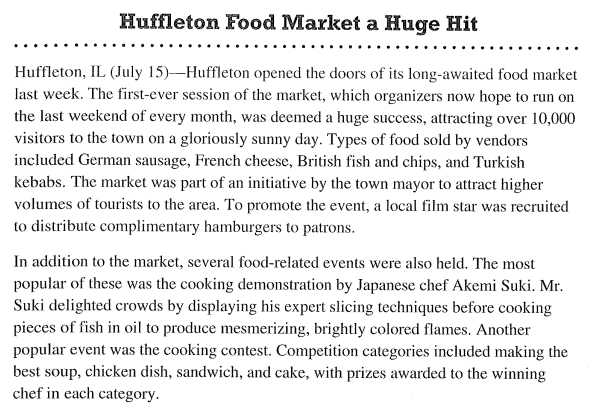 Huffleton Food Market a Huge Hit
Huffleton, IL (July 15)—Huffleton opened the doors of its long-awaited food market
last week. The first-ever session of the market, which organizers now hope to run on
the last weekend of every month, was deemed a huge success, attracting over 10,000
visitors to the town on a gloriously sunny day. Types of food sold by vendors
included German sausage, French cheese, British fish and chips, and Turkish
kebabs. The market was part of an initiative by the town mayor to attract higher
volumes of tourists to the area. To promote the event, a local film star was recruited
to distribute complimentary hamburgers to patrons.
In addition to the market, several food-related events were also held. The most
popular of these was the cooking demonstration by Japanese chef Akemi Suki. Mr.
Suki delighted crowds by displaying his expert slicing techniques before cooking
pieces of fish in oil to produce mesmerizing, brightly colored flames. Another
popular event was the cooking contest. Competition categories included making the
best soup, chicken dish, sandwich, and cake, with prizes awarded to the winning
chef in each category.